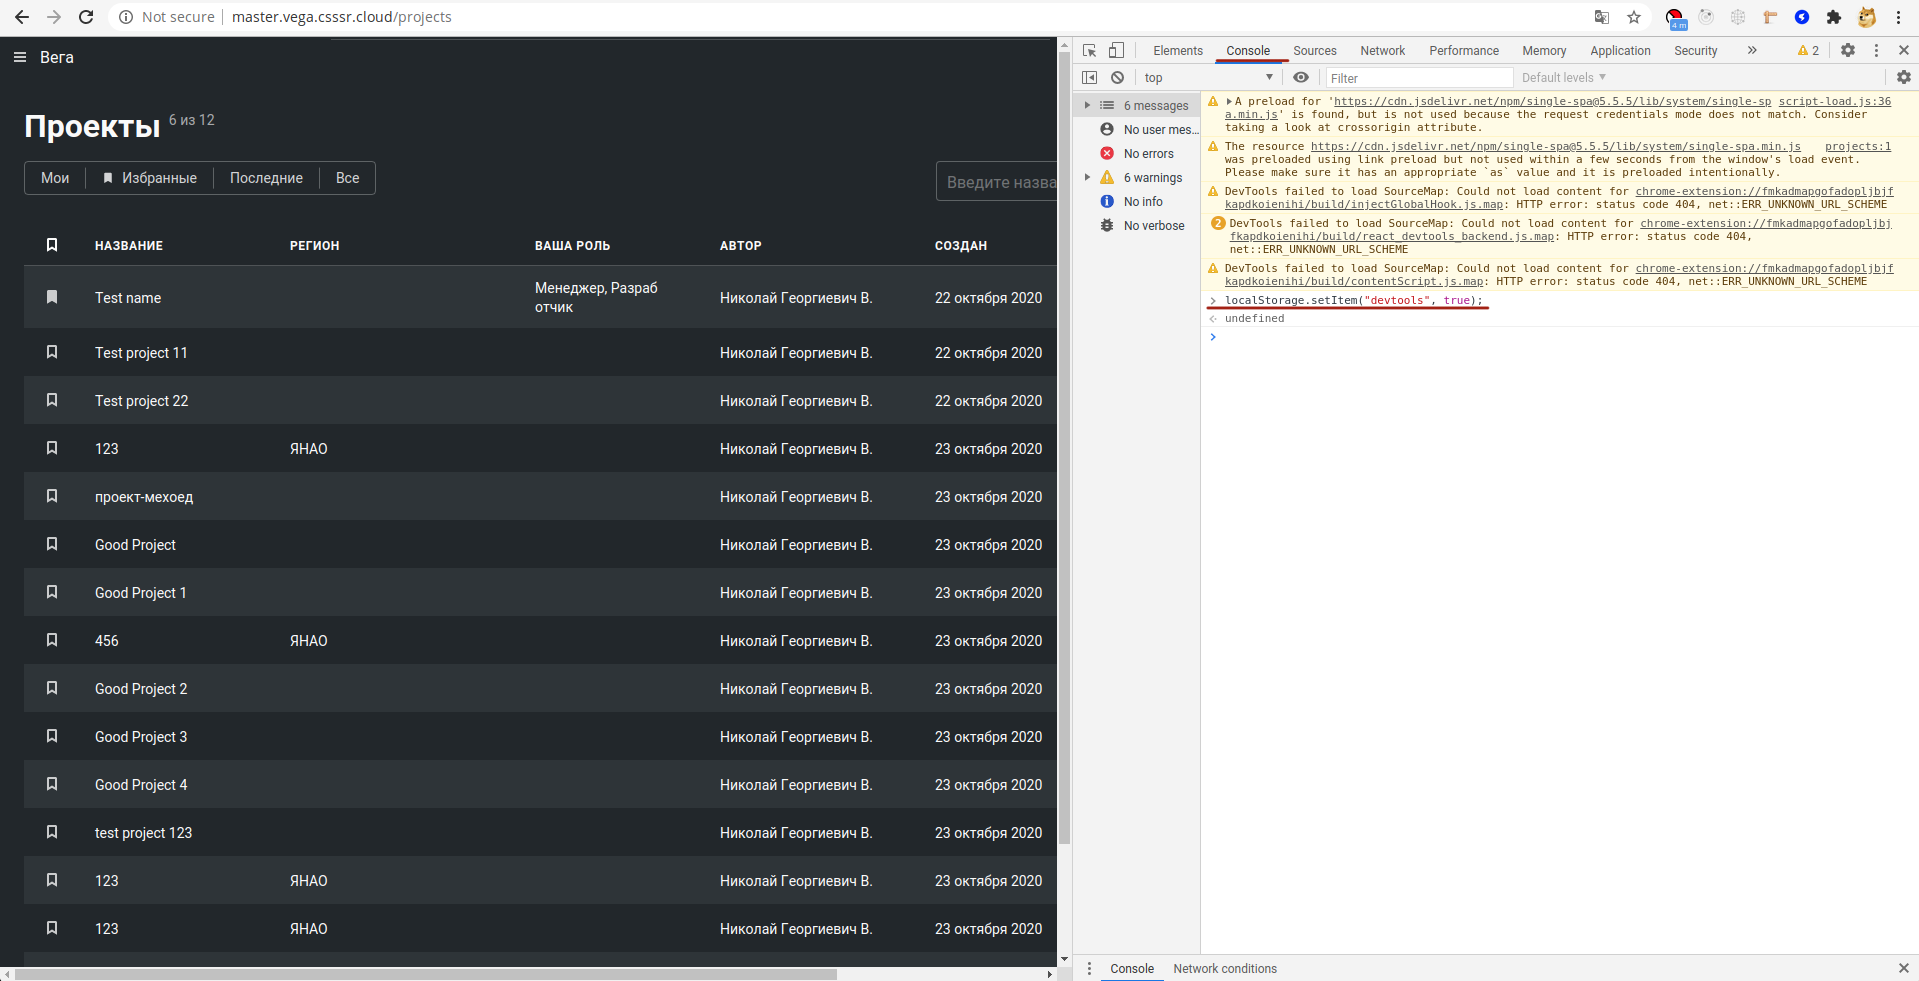 Not secure
master.vega.csssr.cloud/projects
4 m
Вега
Проекты 6 из 12
Мои
Избранные
Последние
Все
Введите назва
НАЗВАНИЕ РЕГИОН ВАША РОЛЬ АВТОР СОЗДАН
Test name Менеджер, Разраб
отчик Николай Георгиевич В. 22 октября 2020
Test project 11 Николай Георгиевич В. 22 октября 2020
Test project 22 Николай Георгиевич В. 22 октября 2020
123 ЯНАО Николай Георгиевич В. 23 октября 2020
проект-мехоед Николай Георгиевич В. 23 октября 2020
Good Project Николай Георгиевич В. 23 октября 2020
Good Project 1 Николай Георгиевич В. 23 октября 2020
456 ЯНАО Николай Георгиевич В. 23 октября 2020
Good Project 2 Николай Георгиевич В. 23 октября 2020
Good Project 3 Николай Георгиевич В. 23 октября 2020
Good Project 4 Николай Георгиевич В. 23 октября 2020
test project 123 Николай Георгиевич В. 23 октября 2020
123 ЯНАО Николай Георгиевич В. 23 октября 2020
123 ЯНАО Николай Георгиевич В. 23 октября 2020
Elements Console Sources Network Performance Memory Application Security » 2
top Filter Default levels
6 messages
No user mes...
No errors
6 warnings
No info
No verbose
A preload for 'https://cdn.jsdelivr.net/npm/single-spa@5.5.5/lib/system/single-sp script-load.js:36
a.min.js' is found, but is not used because the request credentials mode does not match. Consider
taking a look at crossorigin attribute.
The resource https://cdn.jsdelivr.net/npm/single-spa@5.5.5/lib/system/single-spa.min.js projects:1
was preloaded using link preload but not used within a few seconds from the window's load event.
Please make sure it has an appropriate `as` value and it is preloaded intentionally.
DevTools failed to load SourceMap: Could not load content for chrome-extension://fmkadmapgofadopljbjf
kapdkoienihi/build/injectGlobalHook.js.map: HTTP error: status code 404, net::ERR_UNKNOWN_URL_SCHEME
2 DevTools failed to load SourceMap: Could not load content for chrome-extension://fmkadmapgofadopljbj
fkapdkoienihi/build/react_devtools_backend.js.map: HTTP error: status code 404,
net::ERR_UNKNOWN_URL_SCHEME
DevTools failed to load SourceMap: Could not load content for chrome-extension://fmkadmapgofadopljbjf
kapdkoienihi/build/contentScript.js.map: HTTP error: status code 404, net::ERR_UNKNOWN_URL_SCHEME
localStorage.setItem("devtools", true);
undefined
Console Network conditions